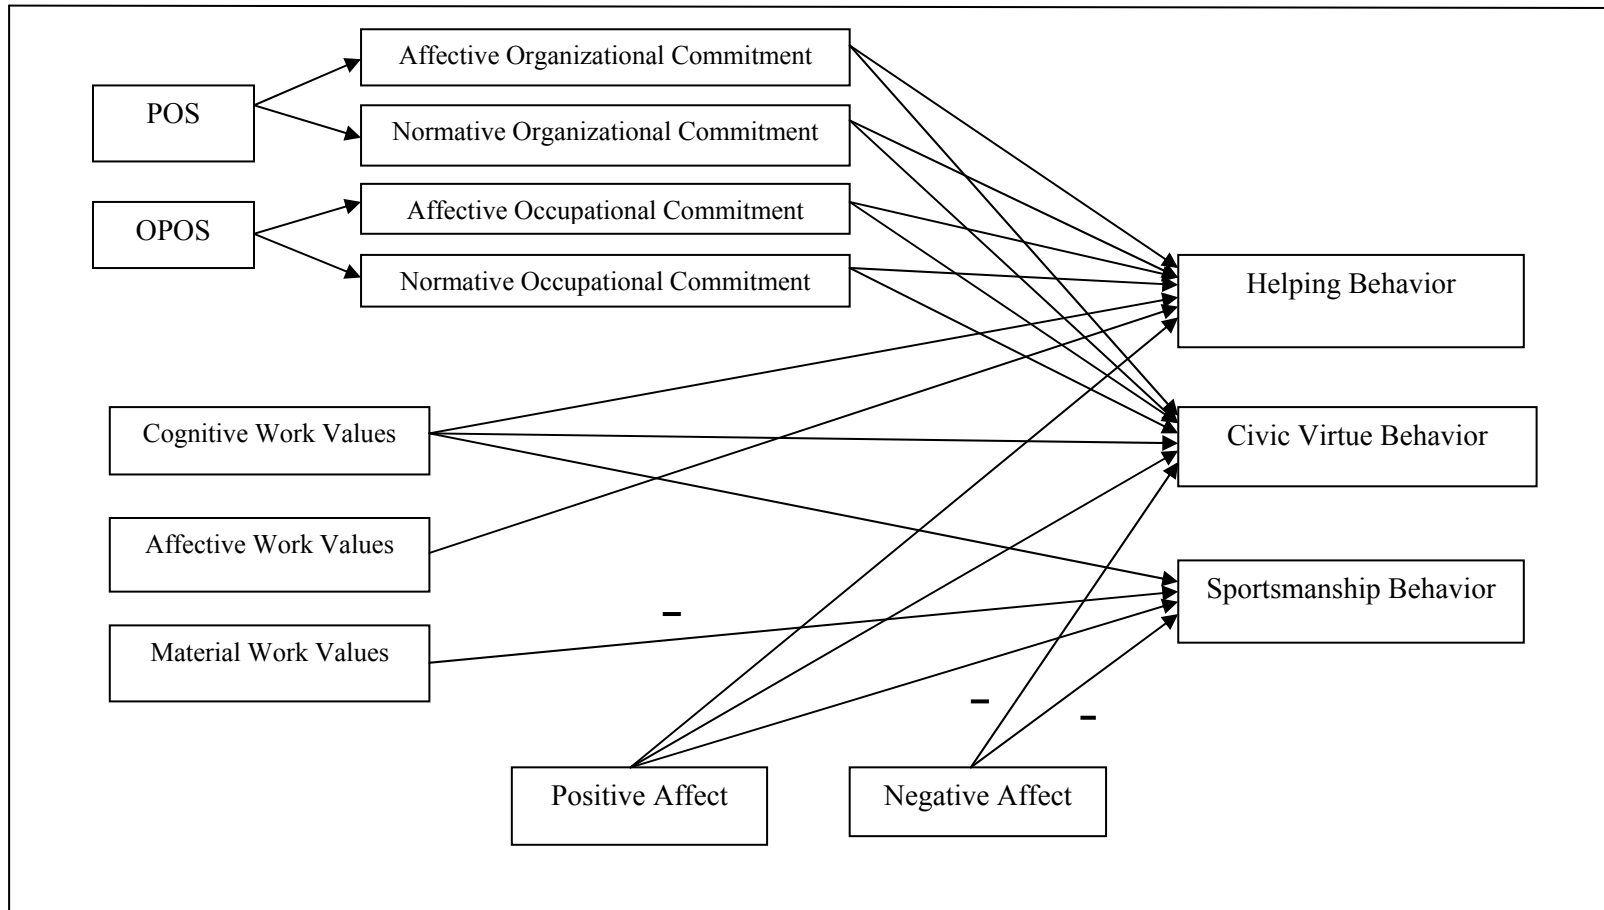 Affective Organizational Commitment
POS
Normative Organizational Commitment
Affective Occupational Commitment
OPOS
Normative Occupational Commitment
Helping Behavior
Cognitive Work Values
Civic Virtue Behavior
Affective Work Values
Sportsmanship Behavior
–
Material Work Values
–
–
Positive Affect
Negative Affect